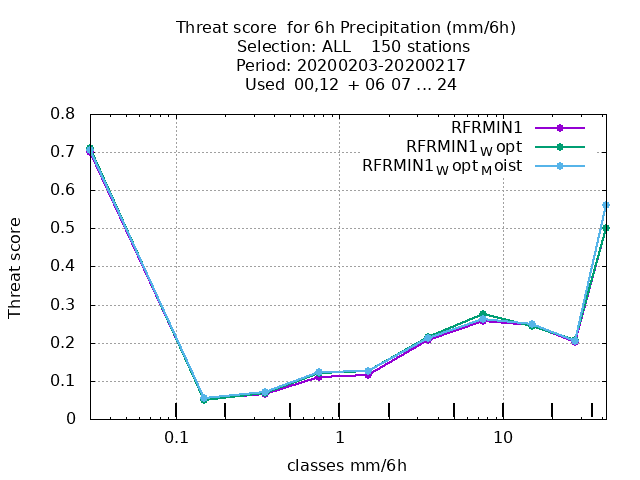 Threat score  for 6h Precipitation (mm/6h)
Selection: ALL    150 stations
Period: 20200203-20200217
Used  00,12  + 06 07 ... 24
RFRMIN1
RFRMIN1Wopt
RFRMIN1WoptMoist
0.8
0.7
0.6
0.5
0.4
0.3
0.2
0.1
0
Threat score
0.1 1 10
classes mm/6h